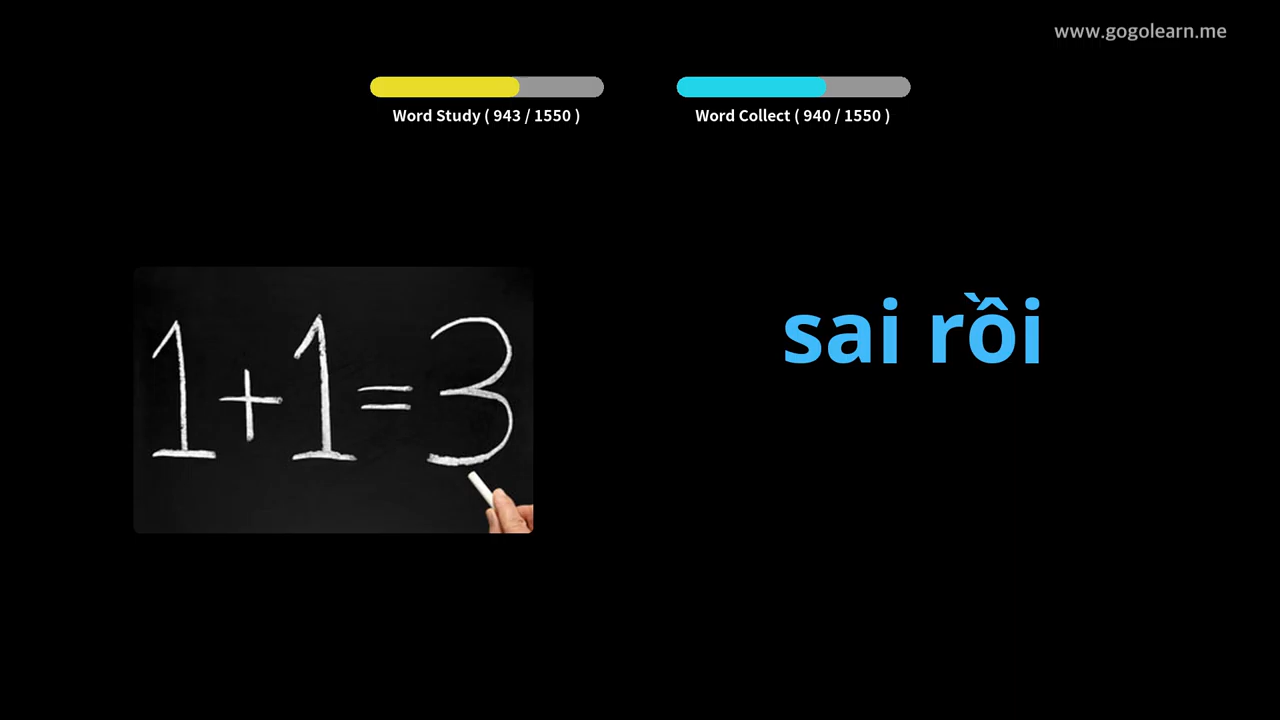 www.gogolearn.me
Word Study ( 943 / 1550 )
Word Collect ( 940 / 1550 )
1+1=3
sai rồi